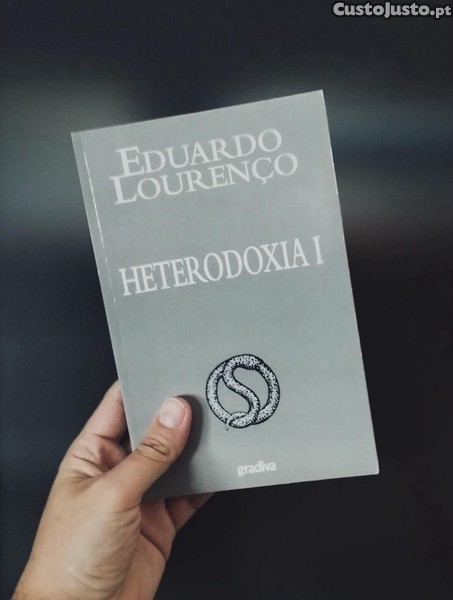 CustoJusto.pt
EDUARDO
LOURENÇO
HETERODOXIA I
gradiva